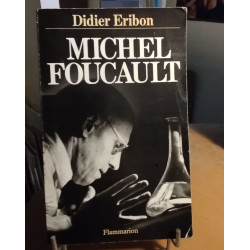 Didier Eribon
MICHEL
FOUCAULT
Flammarion